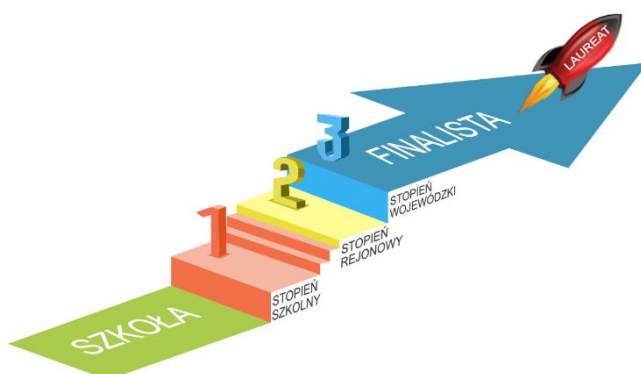 LAUREAT
FINALISTA
3
STOPIEŃ
WOJEWÓDZKI
2
STOPIEŃ
REJONOWY
1
STOPIEŃ
SZKOLNY
SZKOŁA